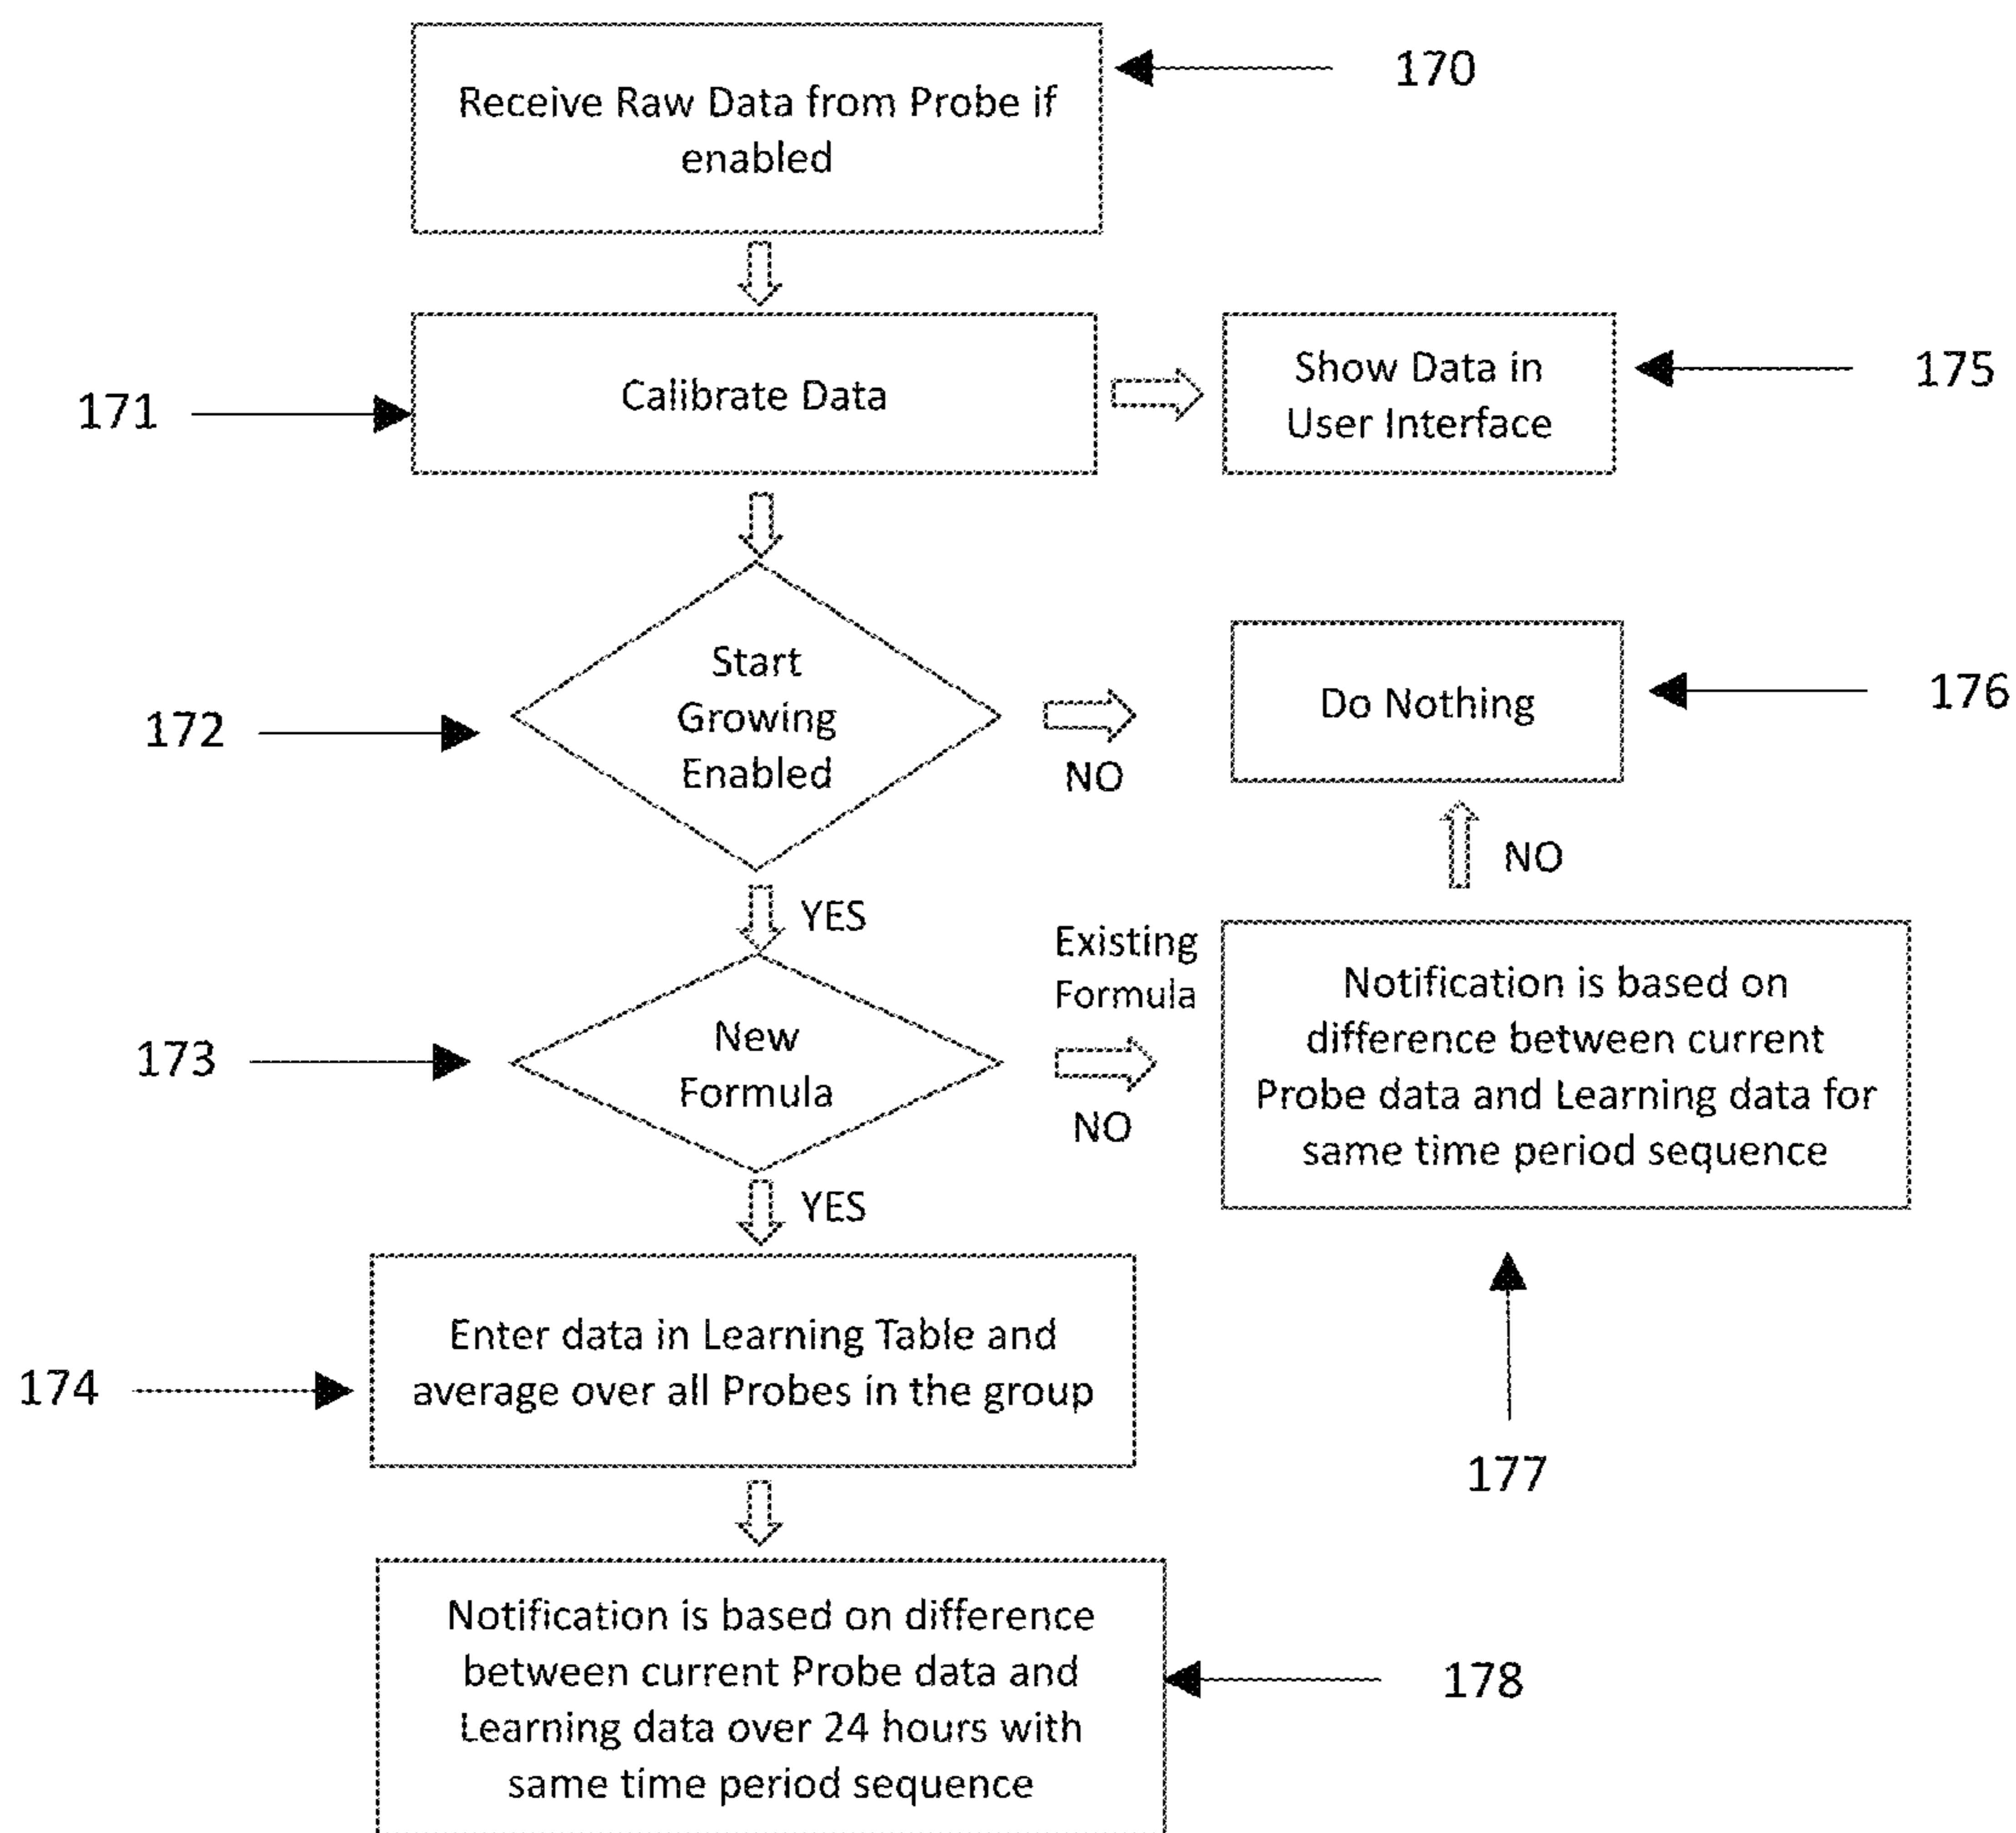 Receive Raw Data from Probe if
enabled
170
Calibrate Data
171
Show Data in
User Interface
175
Start
Growing
Enabled
172
NO
Do Nothing
176
YES
NO
New
Formula
173
Existing
Formula
NO
Notification is based on
difference between current
Probe data and Learning data for
same time period sequence
177
YES
Enter data in Learning Table and
average over all Probes in the group
174
Notification is based on difference
between current Probe data and
Learning data over 24 hours with
same time period sequence
178